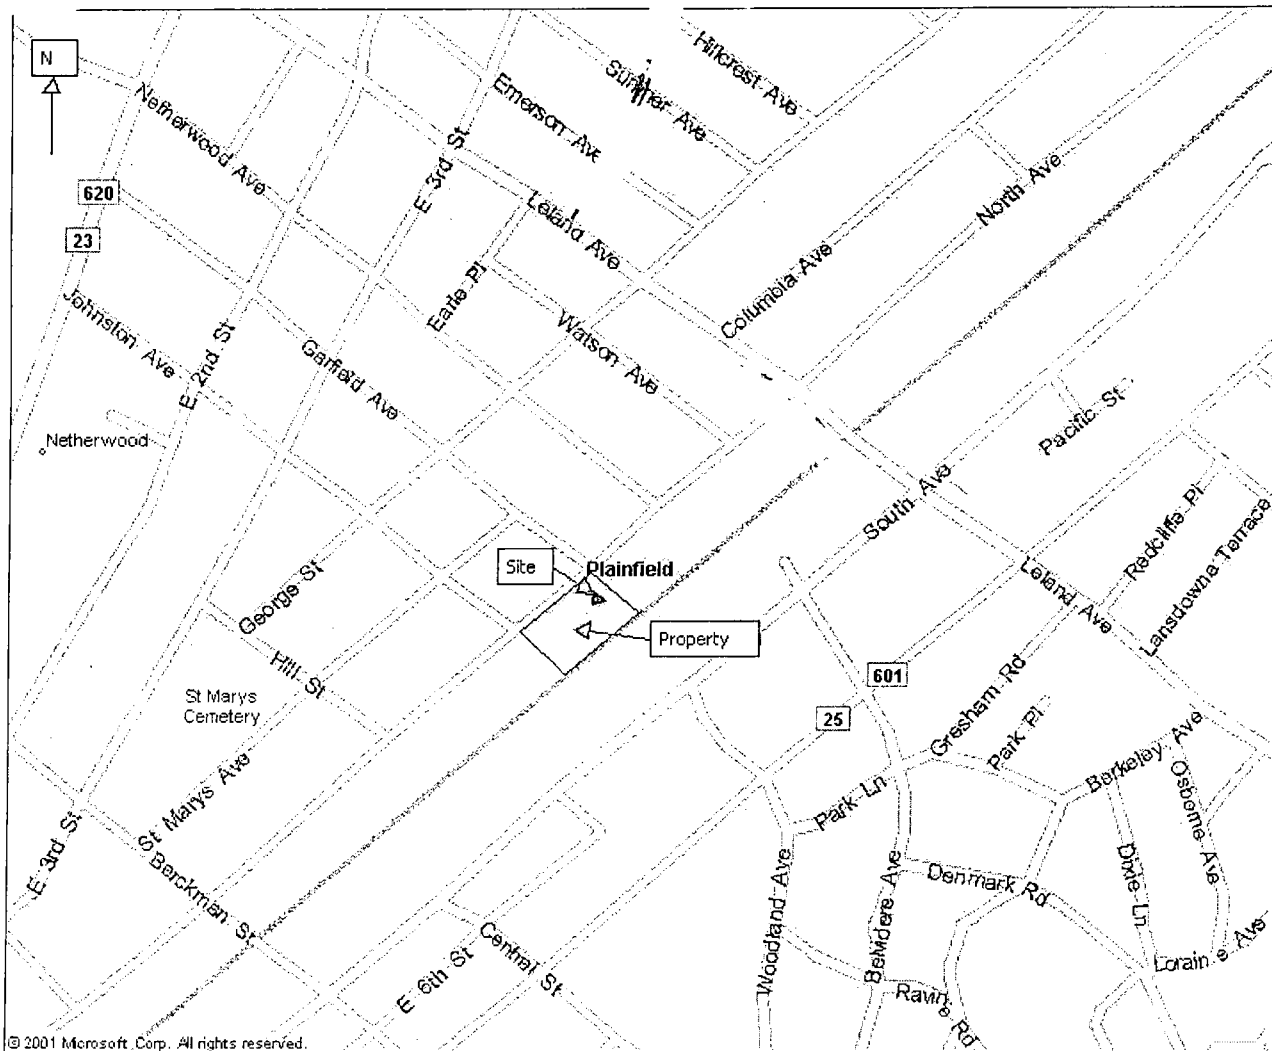 N
Hillcrest Ave
Sumner Ave
Netherwood Ave
Emerson Ave
E 3rd St
620
Leland Ave
North Ave
23
Columbia Ave
Earle Pl
Johnston Ave
Watson Ave
E 2nd St
Garfield Ave
Pacific St
Netherwood
South Ave
Redcliffe Pl
Lansdowne Terrace
Site
Plainfield
George St
Leland Ave
Property
Hill St
601
Gresham Rd
St Marys
Cemetery
25
Park Pl
Berkeley Ave
Osborne Ave
St Marys Ave
Park Ln
E 3rd St
Berckman St
Woodland Ave
Belvidere Ave
Denmark Rd
Dixie Ln
Central St
Loraine Ave
E 6th St
Rawne Rd
© 2001 Microsoft Corp. All rights reserved.